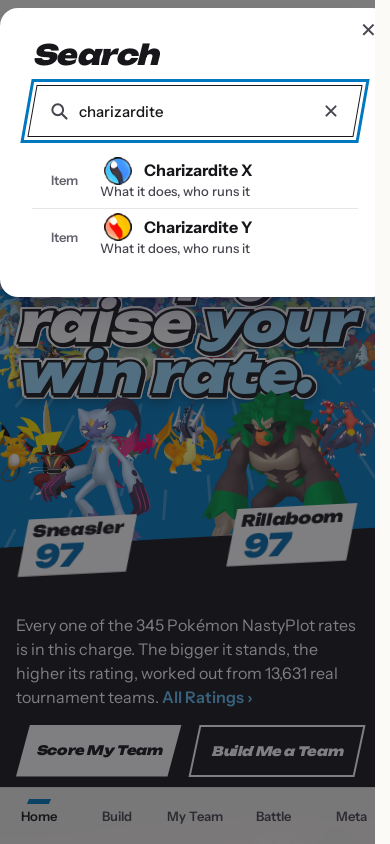 Search
charizardite
Item
Charizardite X
What it does, who runs it
Item
Charizardite Y
What it does, who runs it
raise your
win rate.
Sneasler
97
Rillaboom
97
Every one of the 345 Pokémon NastyPlot rates
is in this charge. The bigger it stands, the
higher its rating, worked out from 13,631 real
tournament teams. All Ratings ›
Score My Team
Build Me a Team
Home
Build
My Team
Battle
Meta